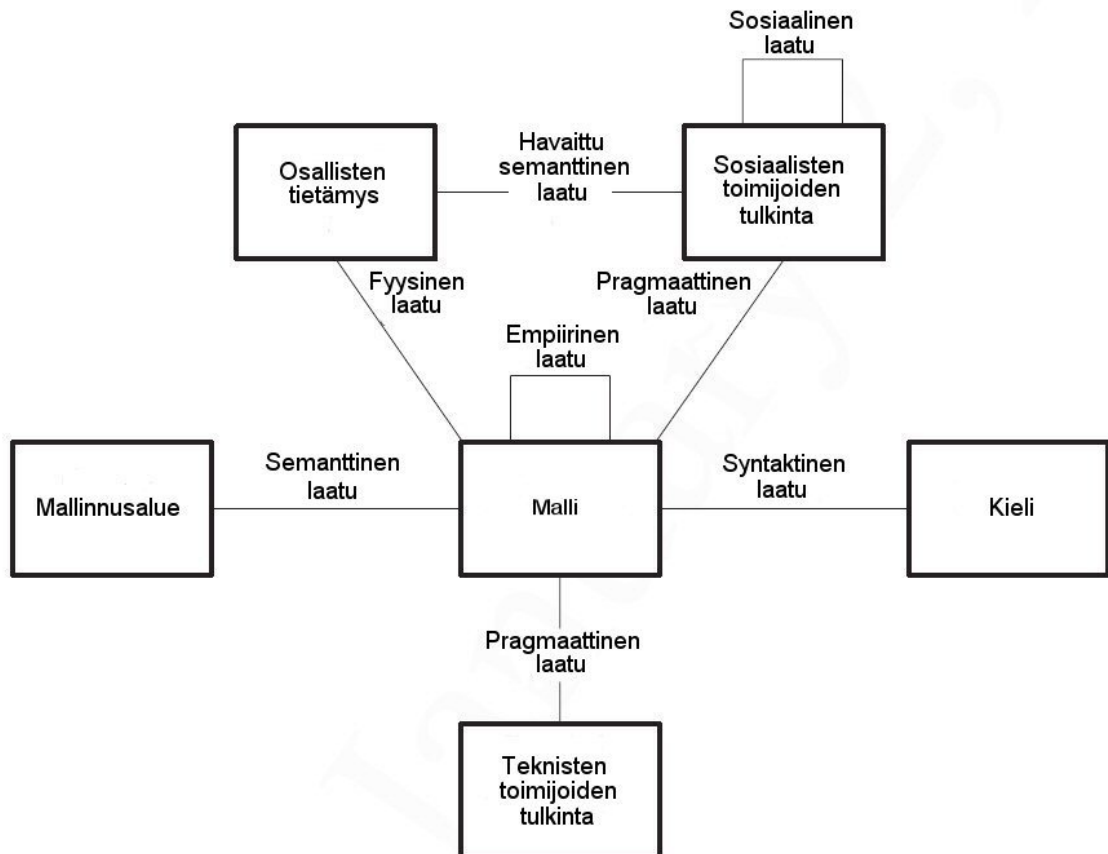 Sosiaalinen
laatu
Osallisten
tietämys
Havaittu
semanttinen
laatu
Sosiaalisten
toimijoiden
tulkinta
Fyysinen
laatu
Pragmaattinen
laatu
Empiirinen
laatu
Mallinnusalue
Semanttinen
laatu
Malli
Syntaktinen
laatu
Kieli
Pragmaattinen
laatu
Teknisten
toimijoiden
tulkinta